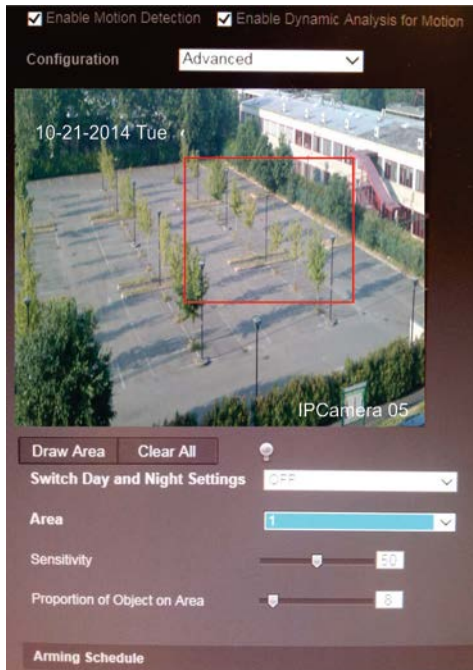 Enable Motion Detection Enable Dynamic Analysis for Motion
Configuration Advanced
10-21-2014 Tue
IPCamera 05
Draw Area Clear All
Switch Day and Night Settings OFF
Area 1
Sensitivity 50
Proportion of Object on Area 8
Arming Schedule